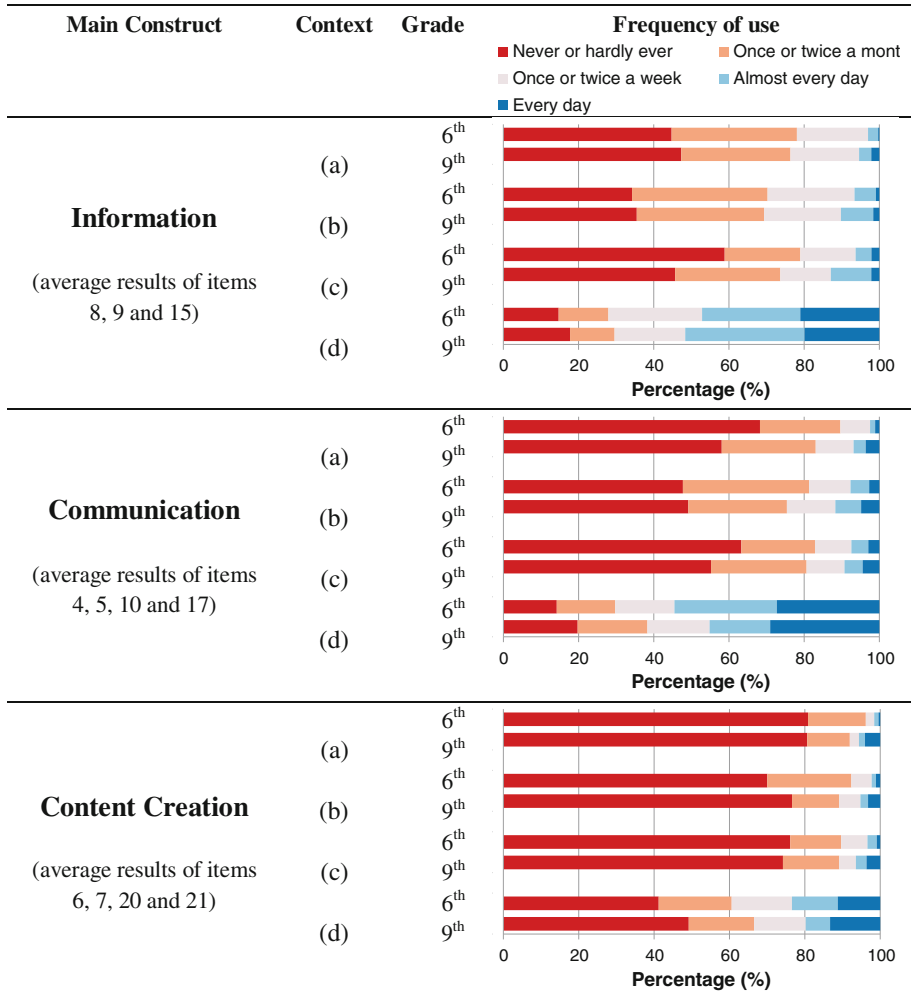 Main Construct Context Grade Frequency of use
Never or hardly ever Once or twice a mont
Once or twice a week Almost every day
Every day
6th
(a) 9th
6th
Information (b) 9th
6th
(average results of items (c) 9th
8, 9 and 15) 6th
(d) 9th
0 20 40 60 80 100
Percentage (%)
6th
(a) 9th
6th
Communication (b) 9th
6th
(average results of items (c) 9th
4, 5, 10 and 17) 6th
(d) 9th
0 20 40 60 80 100
Percentage (%)
6th
(a) 9th
6th
Content Creation (b) 9th
6th
(average results of items (c) 9th
6, 7, 20 and 21) 6th
(d) 9th
0 20 40 60 80 100
Percentage (%)